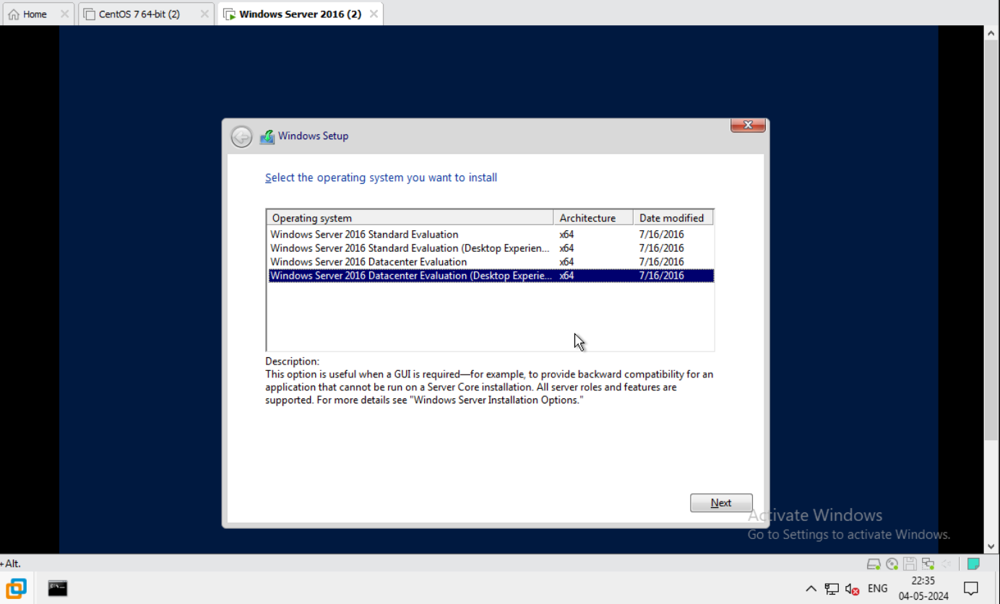 Home
CentOS 7 64-bit (2)
Windows Server 2016 (2)
Windows Setup
Select the operating system you want to install
Operating system Architecture Date modified
Windows Server 2016 Standard Evaluation x64 7/16/2016
Windows Server 2016 Standard Evaluation (Desktop Experien... x64 7/16/2016
Windows Server 2016 Datacenter Evaluation x64 7/16/2016
Windows Server 2016 Datacenter Evaluation (Desktop Experie... x64 7/16/2016
Description:
This option is useful when a GUI is required—for example, to provide backward compatibility for an
application that cannot be run on a Server Core installation. All server roles and features are
supported. For more details see "Windows Server Installation Options."
Next
Activate Windows
Go to Settings to activate Windows.
+Alt.
ENG
22:35
04-05-2024